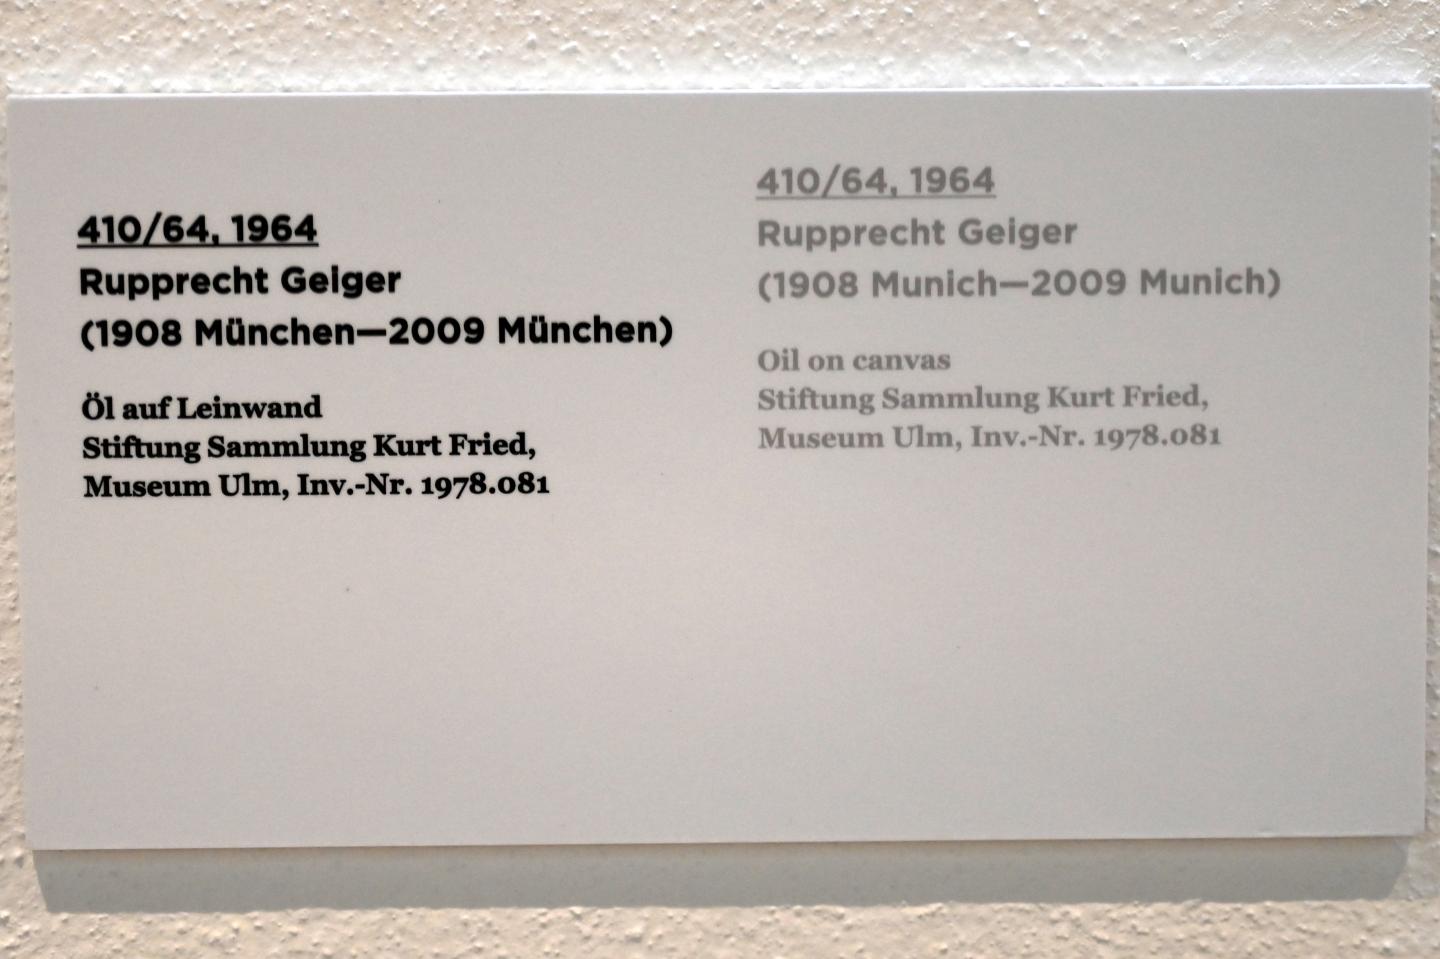 410/64, 1964
Rupprecht Geiger
(1908 München—2009 München)
Öl auf Leinwand
Stiftung Sammlung Kurt Fried,
Museum Ulm, Inv.-Nr. 1978.081
410/64, 1964
Rupprecht Geiger
(1908 Munich—2009 Munich)
Oil on canvas
Stiftung Sammlung Kurt Fried,
Museum Ulm, Inv.-Nr. 1978.081